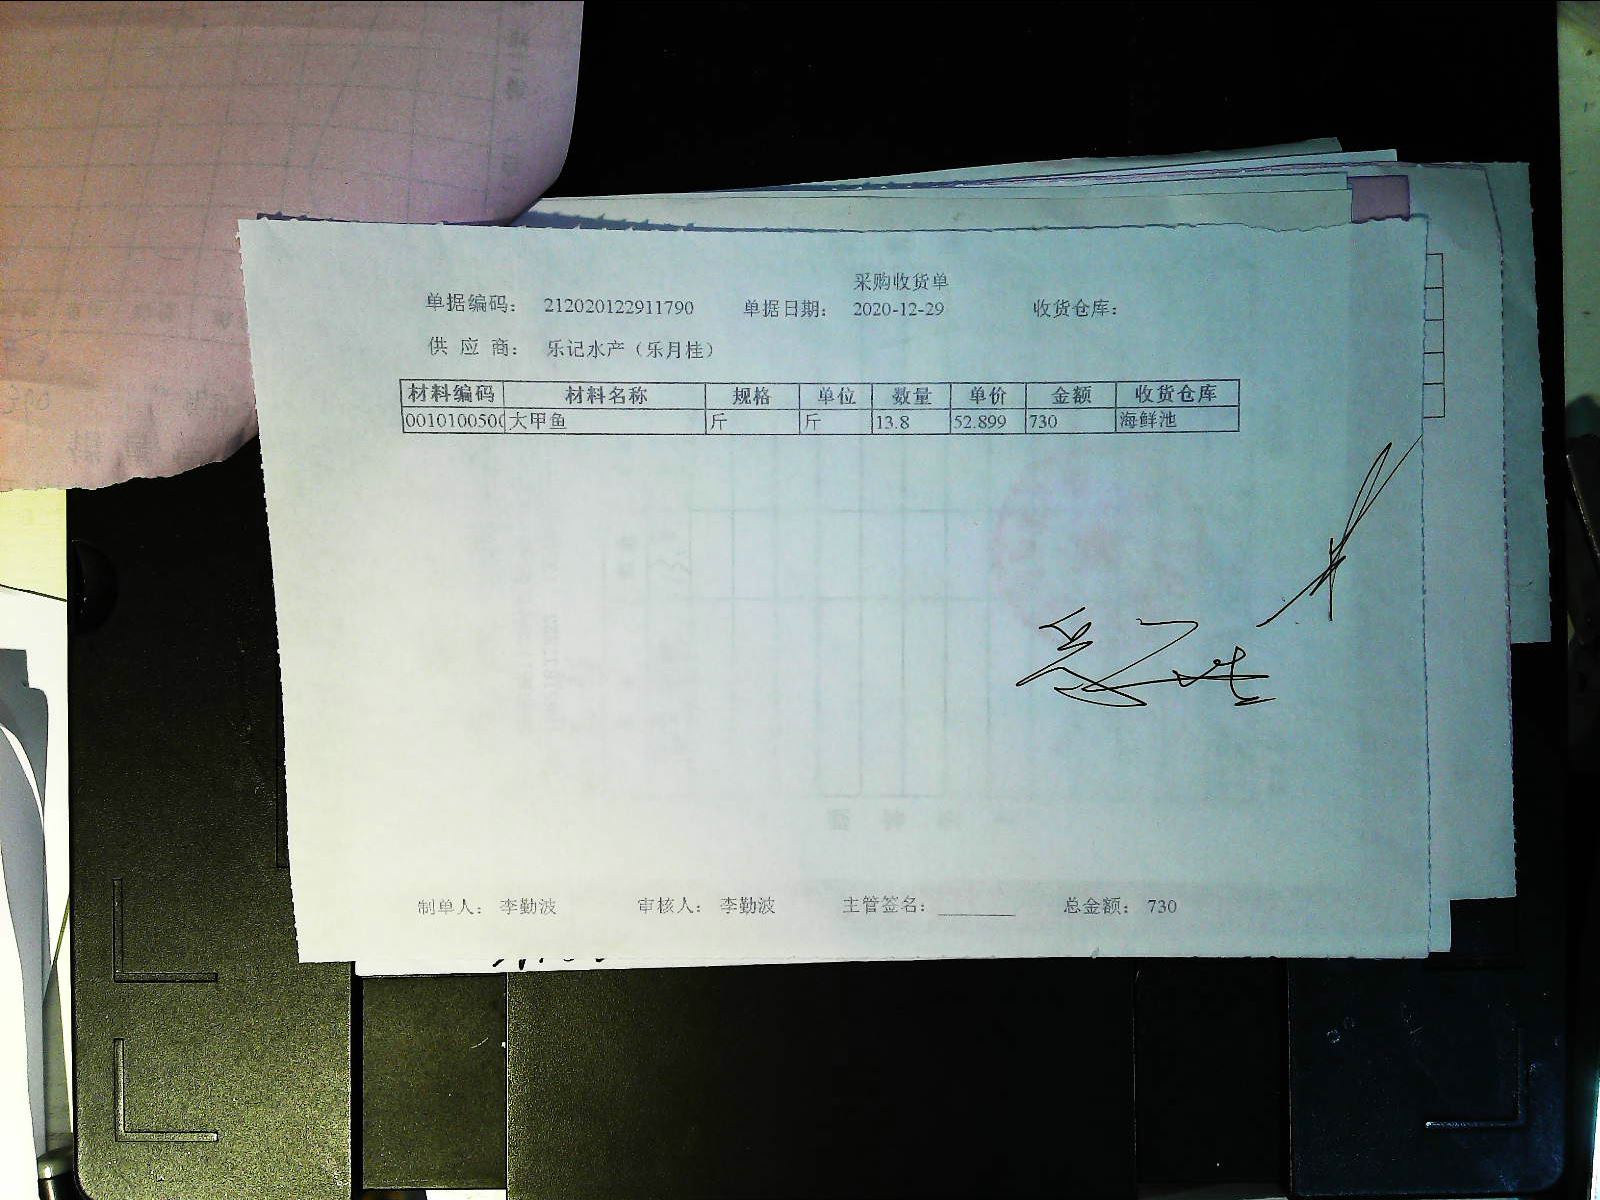 采购收货单
单据编码： 212020122911790 单据日期： 2020-12-29 收货仓库：
供 应 商： 乐记水产（乐月桂）
材料编码 材料名称 规格 单位 数量 单价 金额 收货仓库
0010100500 大甲鱼 斤 斤 13.8 52.899 730 海鲜池
制单人： 李勤波 审核人： 李勤波 主管签名： 总金额： 730